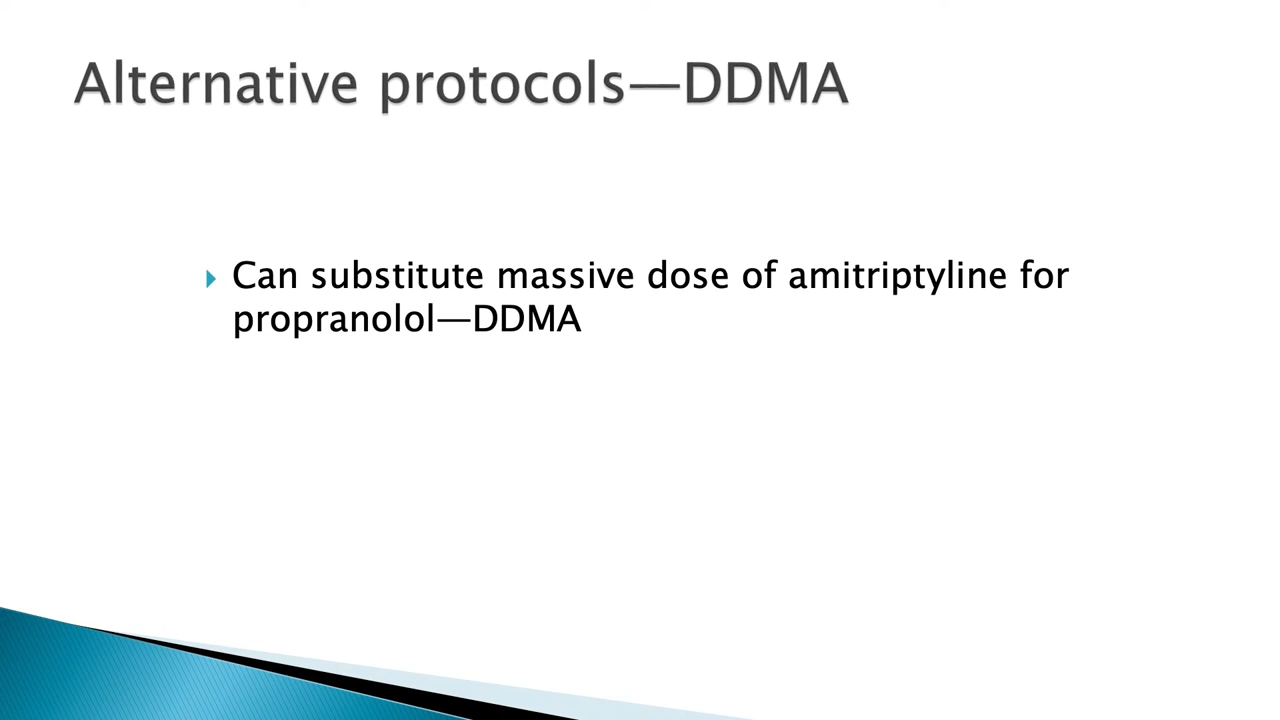 Alternative protocols—DDMA
Can substitute massive dose of amitriptyline for
propranolol—DDMA